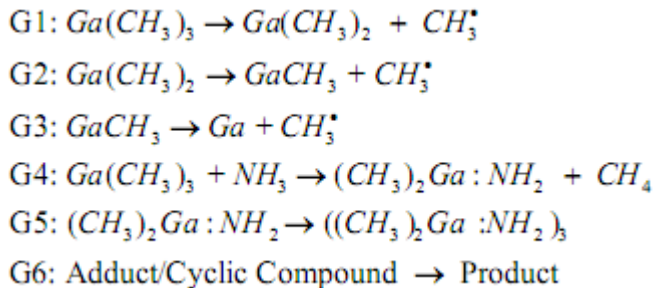 G1: Ga(CH₃)₃ → Ga(CH₃)₂ + CH₃•
G2: Ga(CH₃)₂ → GaCH₃ + CH₃•
G3: GaCH₃ → Ga + CH₃•
G4: Ga(CH₃)₃ + NH₃ → (CH₃)₂Ga : NH₂ + CH₄
G5: (CH₃)₂Ga : NH₂ → ((CH₃)₂Ga :NH₂)₃
G6: Adduct/Cyclic Compound → Product